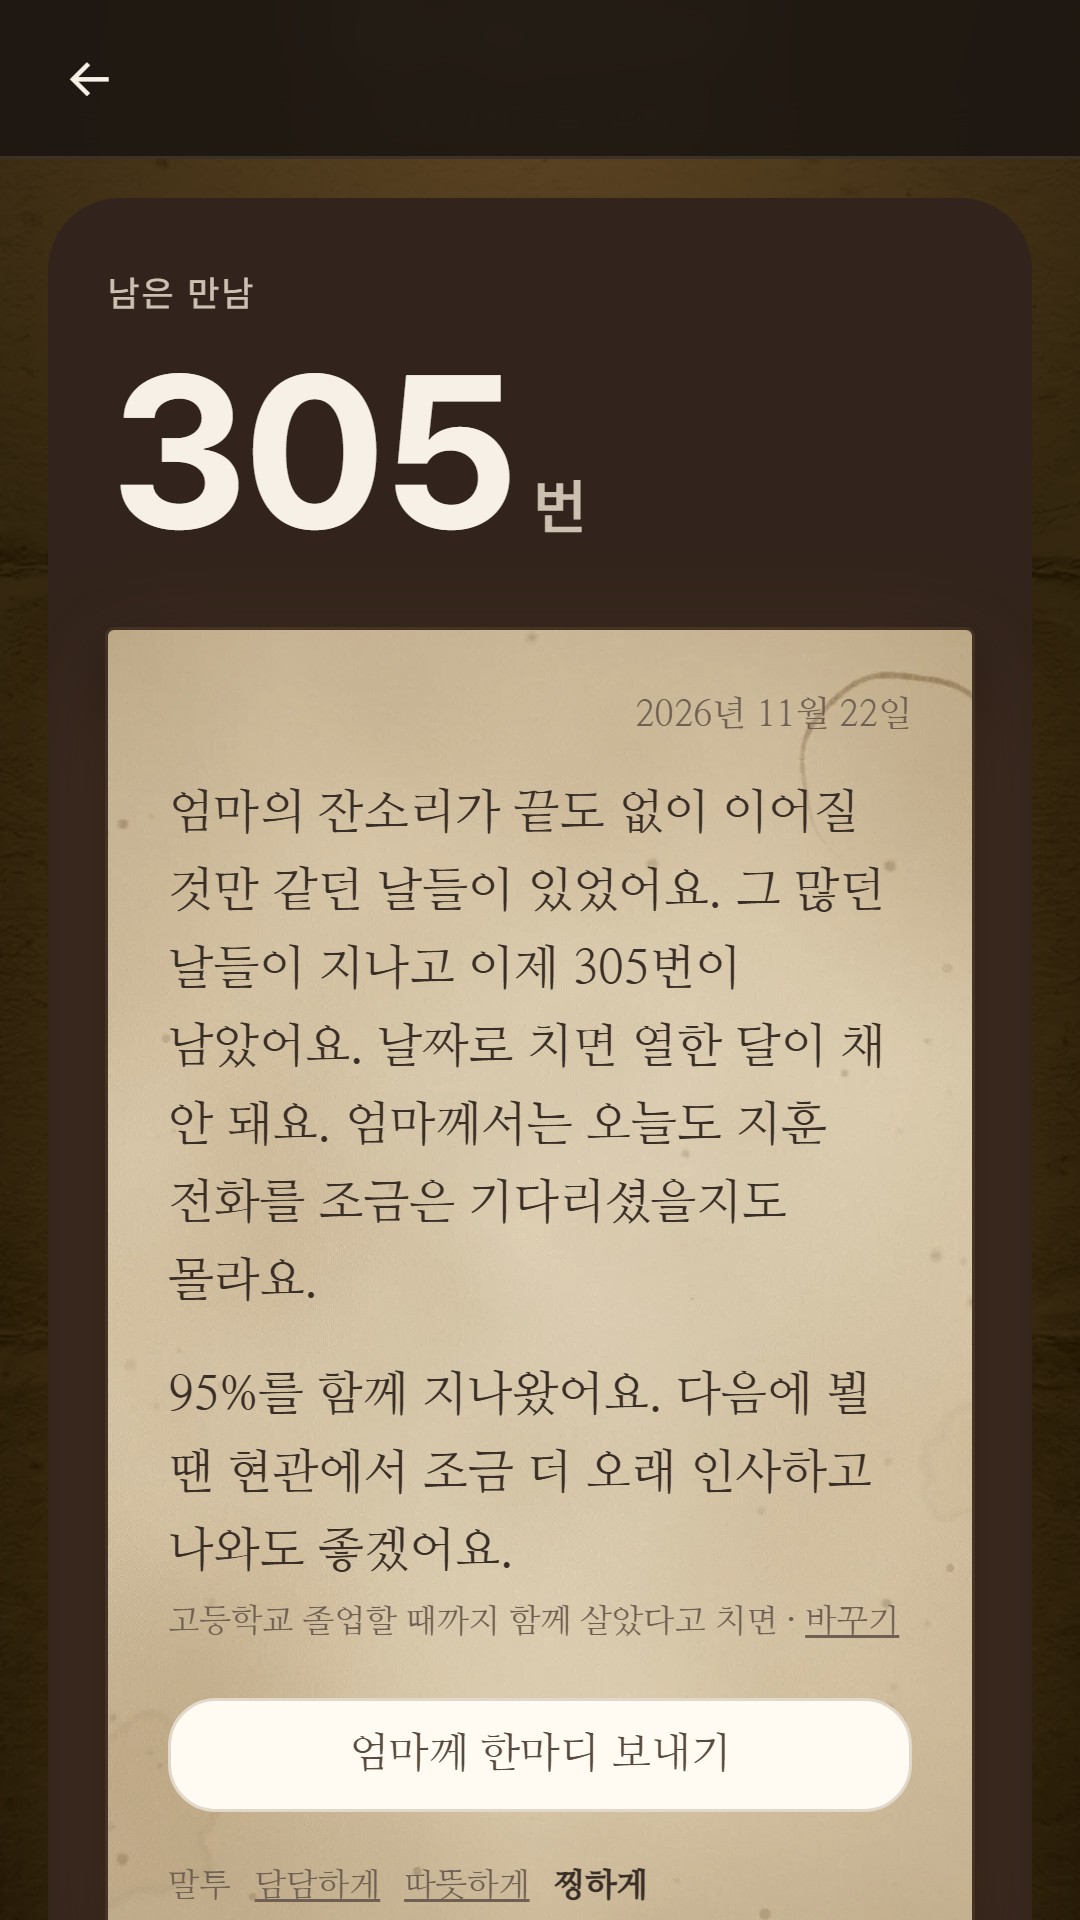 남은 만남
305 번
2026년 11월 22일
엄마의 잔소리가 끝도 없이 이어질
것만 같던 날들이 있었어요. 그 많던
날들이 지나고 이제 305번이
남았어요. 날짜로 치면 열한 달이 채
안 돼요. 엄마께서는 오늘도 지훈
전화를 조금은 기다리셨을지도
몰라요.
95%를 함께 지나왔어요. 다음에 뵐
땐 현관에서 조금 더 오래 인사하고
나와도 좋겠어요.
고등학교 졸업할 때까지 함께 살았다고 치면 · 바꾸기
엄마께 한마디 보내기
말투 담담하게 따뜻하게 찡하게